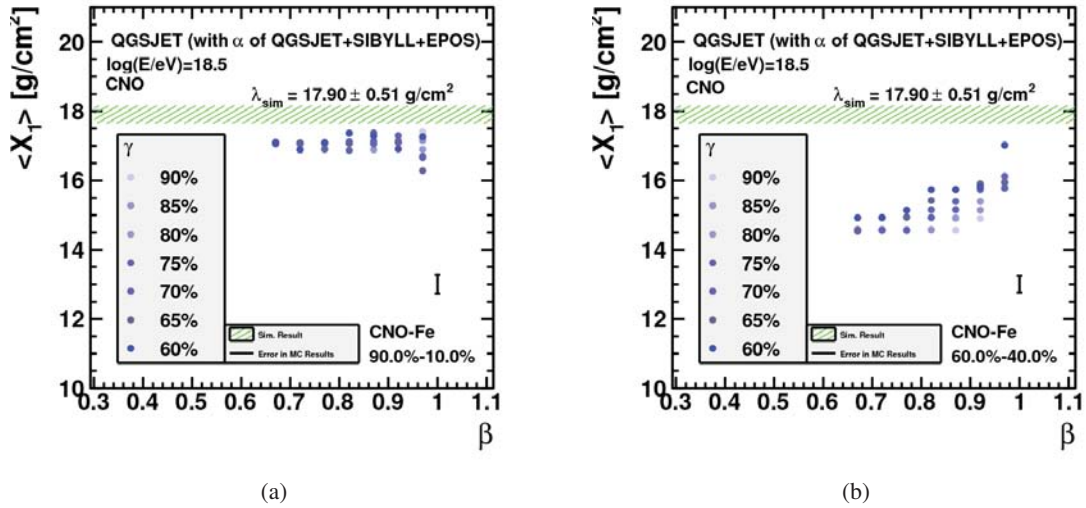 <X₁> [g/cm²]
20
18
16
14
12
10
QGSJET (with α of QGSJET+SIBYLL+EPOS)
log(E/eV)=18.5
CNO
λsim = 17.90 ± 0.51 g/cm²
γ
90%
85%
80%
75%
70%
65%
60%
Sim. Result
Error in MC Results
CNO-Fe
90.0%-10.0%
0.3 0.4 0.5 0.6 0.7 0.8 0.9 1 1.1
β
(a)
<X₁> [g/cm²]
20
18
16
14
12
10
QGSJET (with α of QGSJET+SIBYLL+EPOS)
log(E/eV)=18.5
CNO
λsim = 17.90 ± 0.51 g/cm²
γ
90%
85%
80%
75%
70%
65%
60%
Sim. Result
Error in MC Results
CNO-Fe
60.0%-40.0%
0.3 0.4 0.5 0.6 0.7 0.8 0.9 1 1.1
β
(b)